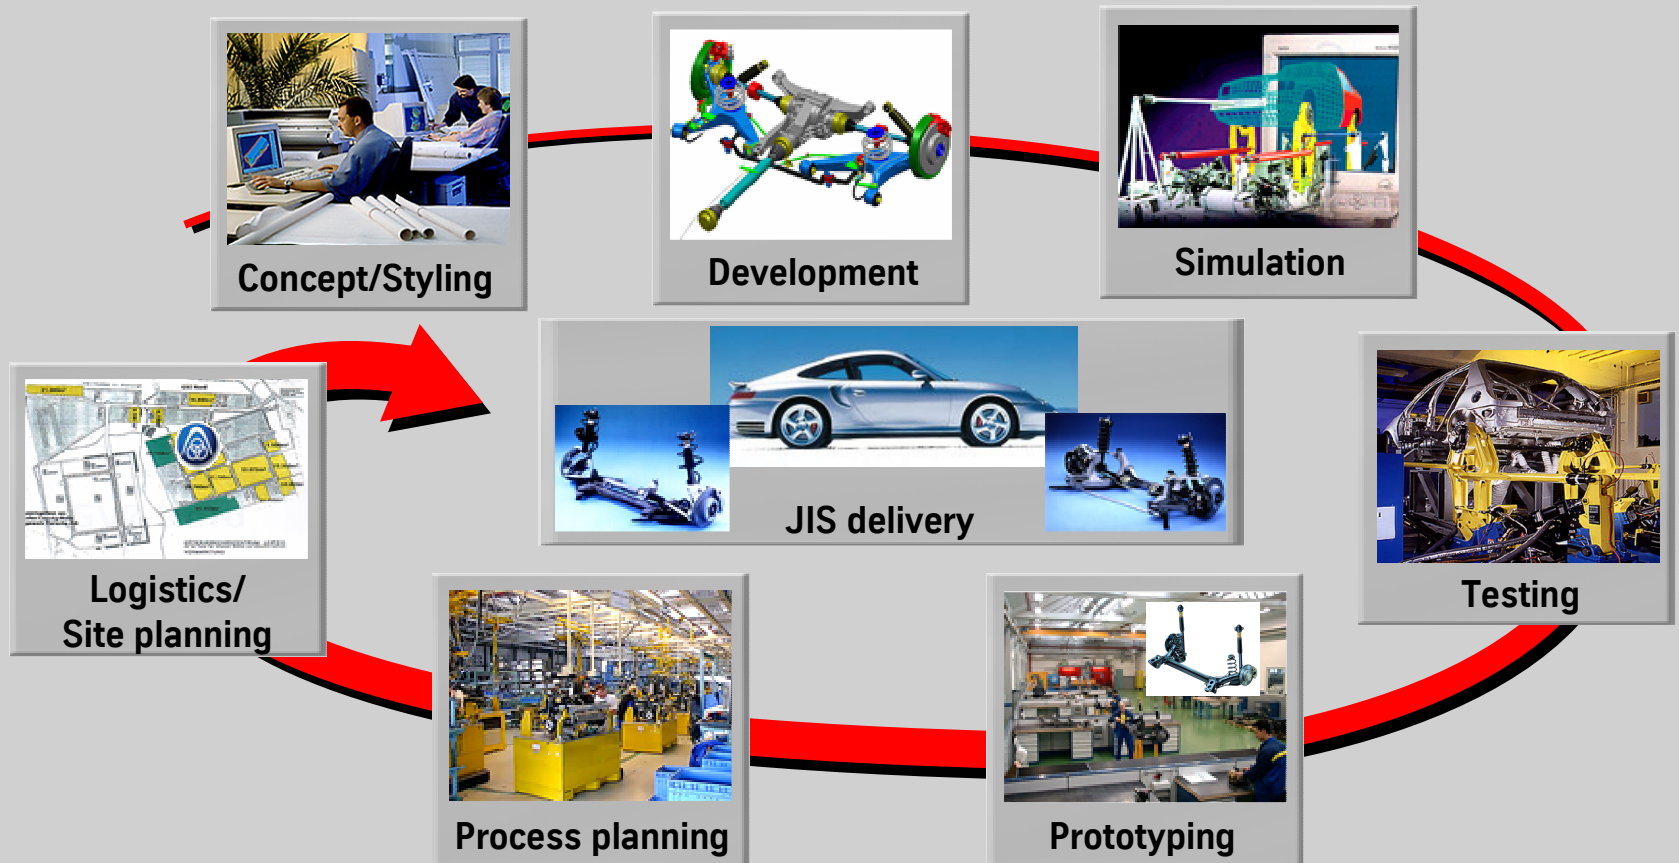 Concept/Styling
Development
Simulation
Testing
Prototyping
Process planning
Logistics/
Site planning
JIS delivery